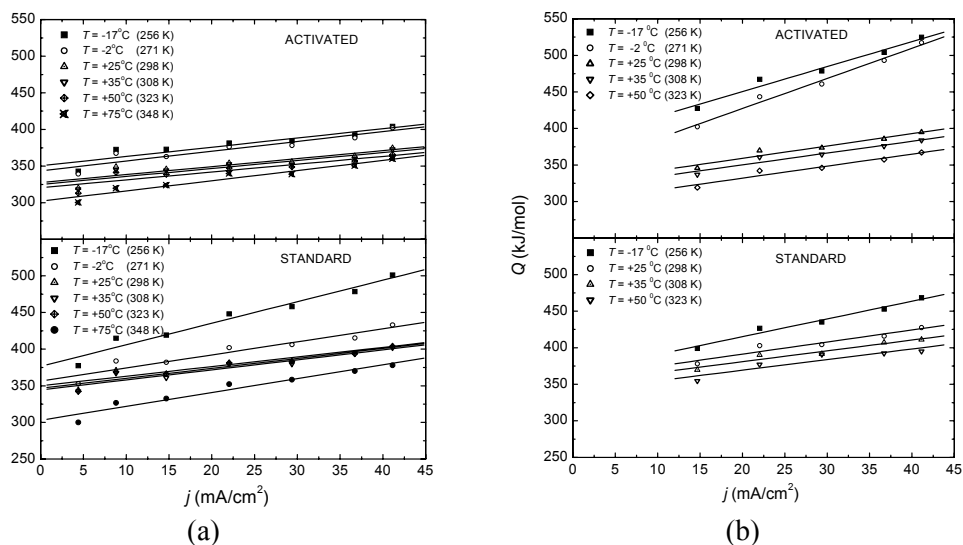 550
500
450
400
350
300
ACTIVATED
T = -17°C (256 K)
T = -2°C (271 K)
T = +25°C (298 K)
T = +35°C (308 K)
T = +50°C (323 K)
T = +75°C (348 K)
500
450
400
350
300
250
STANDARD
T = -17°C (256 K)
T = -2°C (271 K)
T = +25°C (298 K)
T = +35°C (308 K)
T = +50°C (323 K)
T = +75°C (348 K)
0 5 10 15 20 25 30 35 40 45
j (mA/cm²)
(a)
Q (kJ/mol)
550
500
450
400
350
300
ACTIVATED
T = -17 °C (256 K)
T = -2 °C (271 K)
T = +25 °C (298 K)
T = +35 °C (308 K)
T = +50 °C (323 K)
500
450
400
350
300
250
STANDARD
T = -17 °C (256 K)
T = +25 °C (298 K)
T = +35 °C (308 K)
T = +50 °C (323 K)
0 5 10 15 20 25 30 35 40 45
j (mA/cm²)
(b)